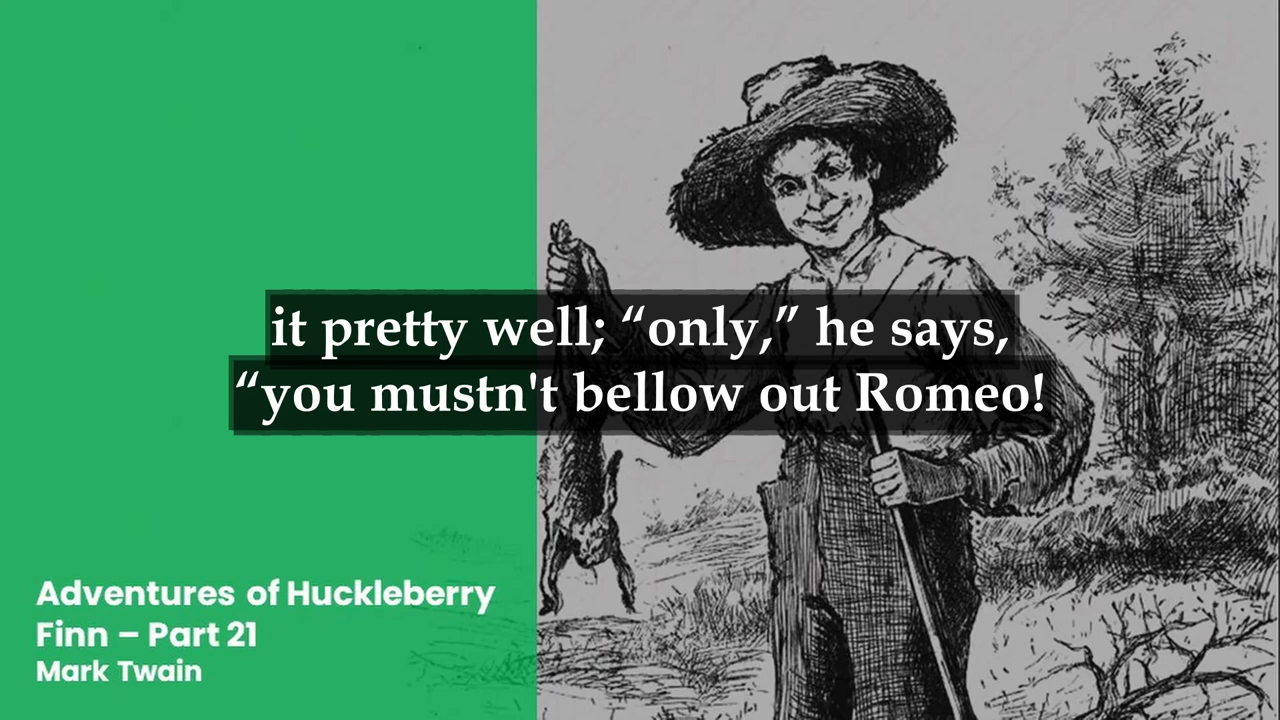 it pretty well; “only,” he says,
“you mustn't bellow out Romeo!
Adventures of Huckleberry
Finn – Part 21
Mark Twain